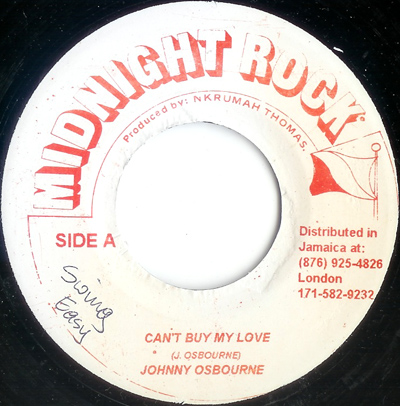 MIDNIGHT ROCK
Produced by: NKRUMAH THOMAS.
SIDE A
Distributed in
Jamaica at:
(876) 925-4826
London
171-582-9232
Swing
Easy
CAN'T BUY MY LOVE
(J. OSBOURNE)
JOHNNY OSBOURNE